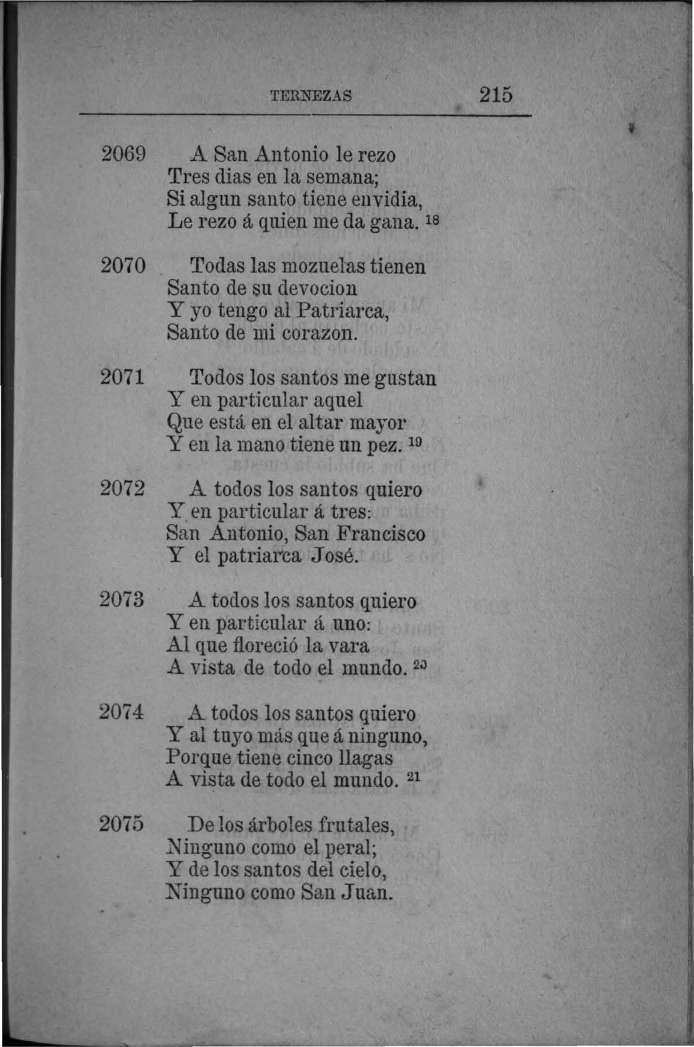 TERNEZAS 215
2069 A San Antonio le rezo
Tres dias en la semana;
Si algun santo tiene envidia,
Le rezo á quien me da gana. 18
2070 Todas las mozuelas tienen
Santo de su devocion
Y yo tengo al Patriarca,
Santo de mi corazon.
2071 Todos los santos me gustan
Y en particular aquel
Que está en el altar mayor
Y en la mano tiene un pez. 19
2072 A todos los santos quiero
Y en particular á tres:
San Antonio, San Francisco
Y el patriarca José.
2073 A todos los santos quiero
Y en particular á uno:
Al que floreció la vara
A vista de todo el mundo. 20
2074 A todos los santos quiero
Y al tuyo más que á ninguno,
Porque tiene cinco llagas
A vista de todo el mundo. 21
2075 De los árboles frutales,
Ninguno como el peral;
Y de los santos del cielo,
Ninguno como San Juan.